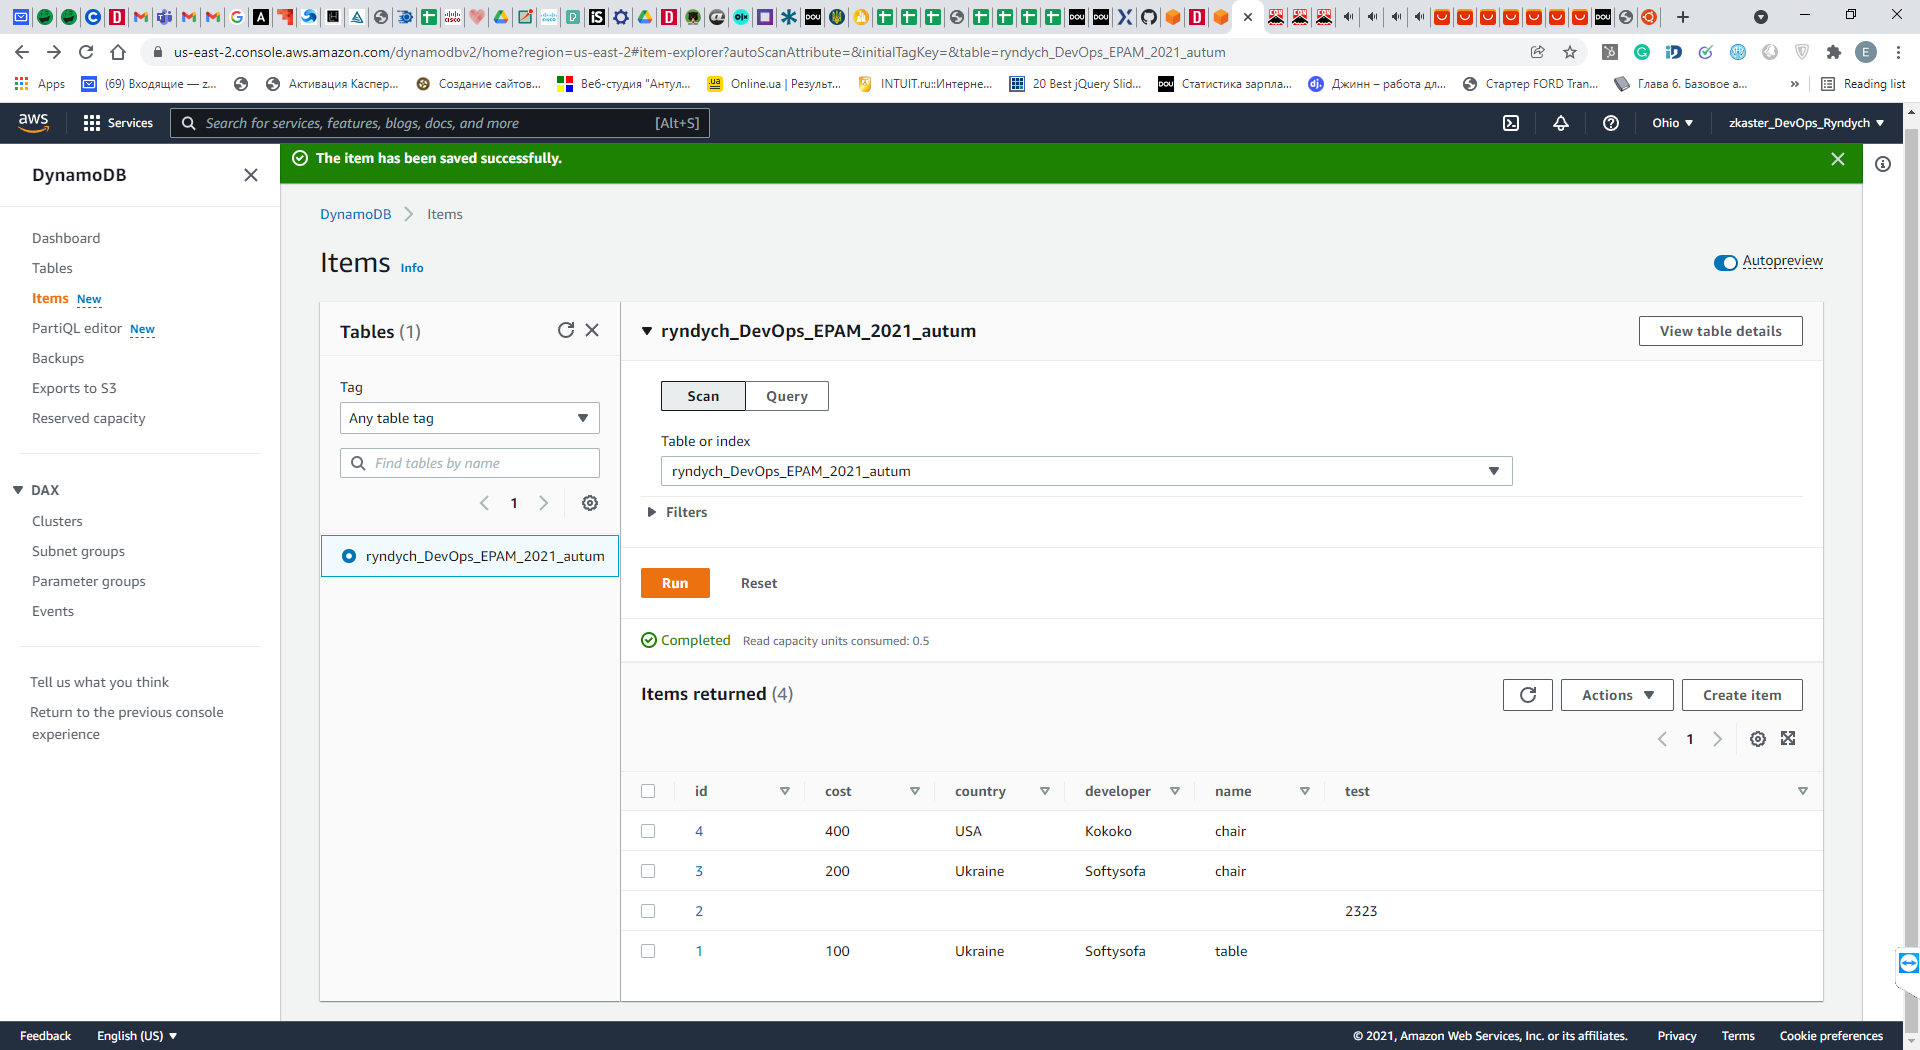 us-east-2.console.aws.amazon.com/dynamodbv2/home?region=us-east-2#item-explorer?autoScanAttribute=&initialTagKey=&table=ryndych_DevOps_EPAM_2021_autum
Apps (69) Входящие — z... Активация Каспер... Создание сайтов... Веб-студия "Антул... Online.ua | Результ... INTUIT.ru::Интерне... 20 Best jQuery Slid... Статистика зарпла... Джинн – работа дл... Стартер FORD Tran... Глава 6. Базовое а... » Reading list
aws Services Search for services, features, blogs, docs, and more [Alt+S] Ohio zkaster_DevOps_Ryndych
DynamoDB
The item has been saved successfully.
DynamoDB Items
Dashboard
Tables
Items New
PartiQL editor New
Backups
Exports to S3
Reserved capacity
DAX
Clusters
Subnet groups
Parameter groups
Events
Tell us what you think
Return to the previous console
experience
Items Info
Autopreview
Tables (1)
Tag
Any table tag
Find tables by name
1
ryndych_DevOps_EPAM_2021_autum
ryndych_DevOps_EPAM_2021_autum
View table details
Scan Query
Table or index
ryndych_DevOps_EPAM_2021_autum
Filters
Run Reset
Completed Read capacity units consumed: 0.5
Items returned (4)
Actions Create item
1
id cost country developer name test
4 400 USA Kokoko chair
3 200 Ukraine Softysofa chair
2 2323
1 100 Ukraine Softysofa table
Feedback English (US) © 2021, Amazon Web Services, Inc. or its affiliates. Privacy Terms Cookie preferences